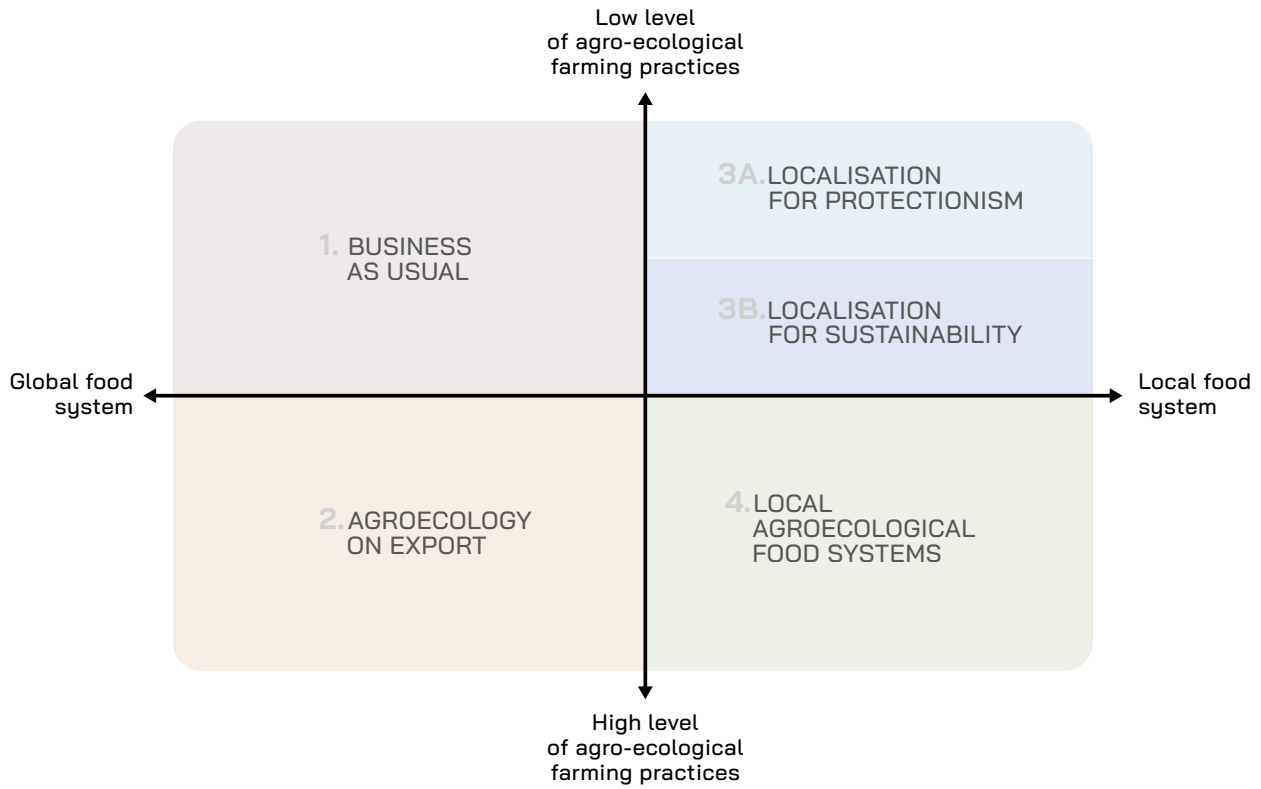 Low level
of agro-ecological
farming practices
3A. LOCALISATION
FOR PROTECTIONISM
1. BUSINESS
AS USUAL
3B. LOCALISATION
FOR SUSTAINABILITY
Global food
system
Local food
system
2. AGROECOLOGY
ON EXPORT
4. LOCAL
AGROECOLOGICAL
FOOD SYSTEMS
High level
of agro-ecological
farming practices